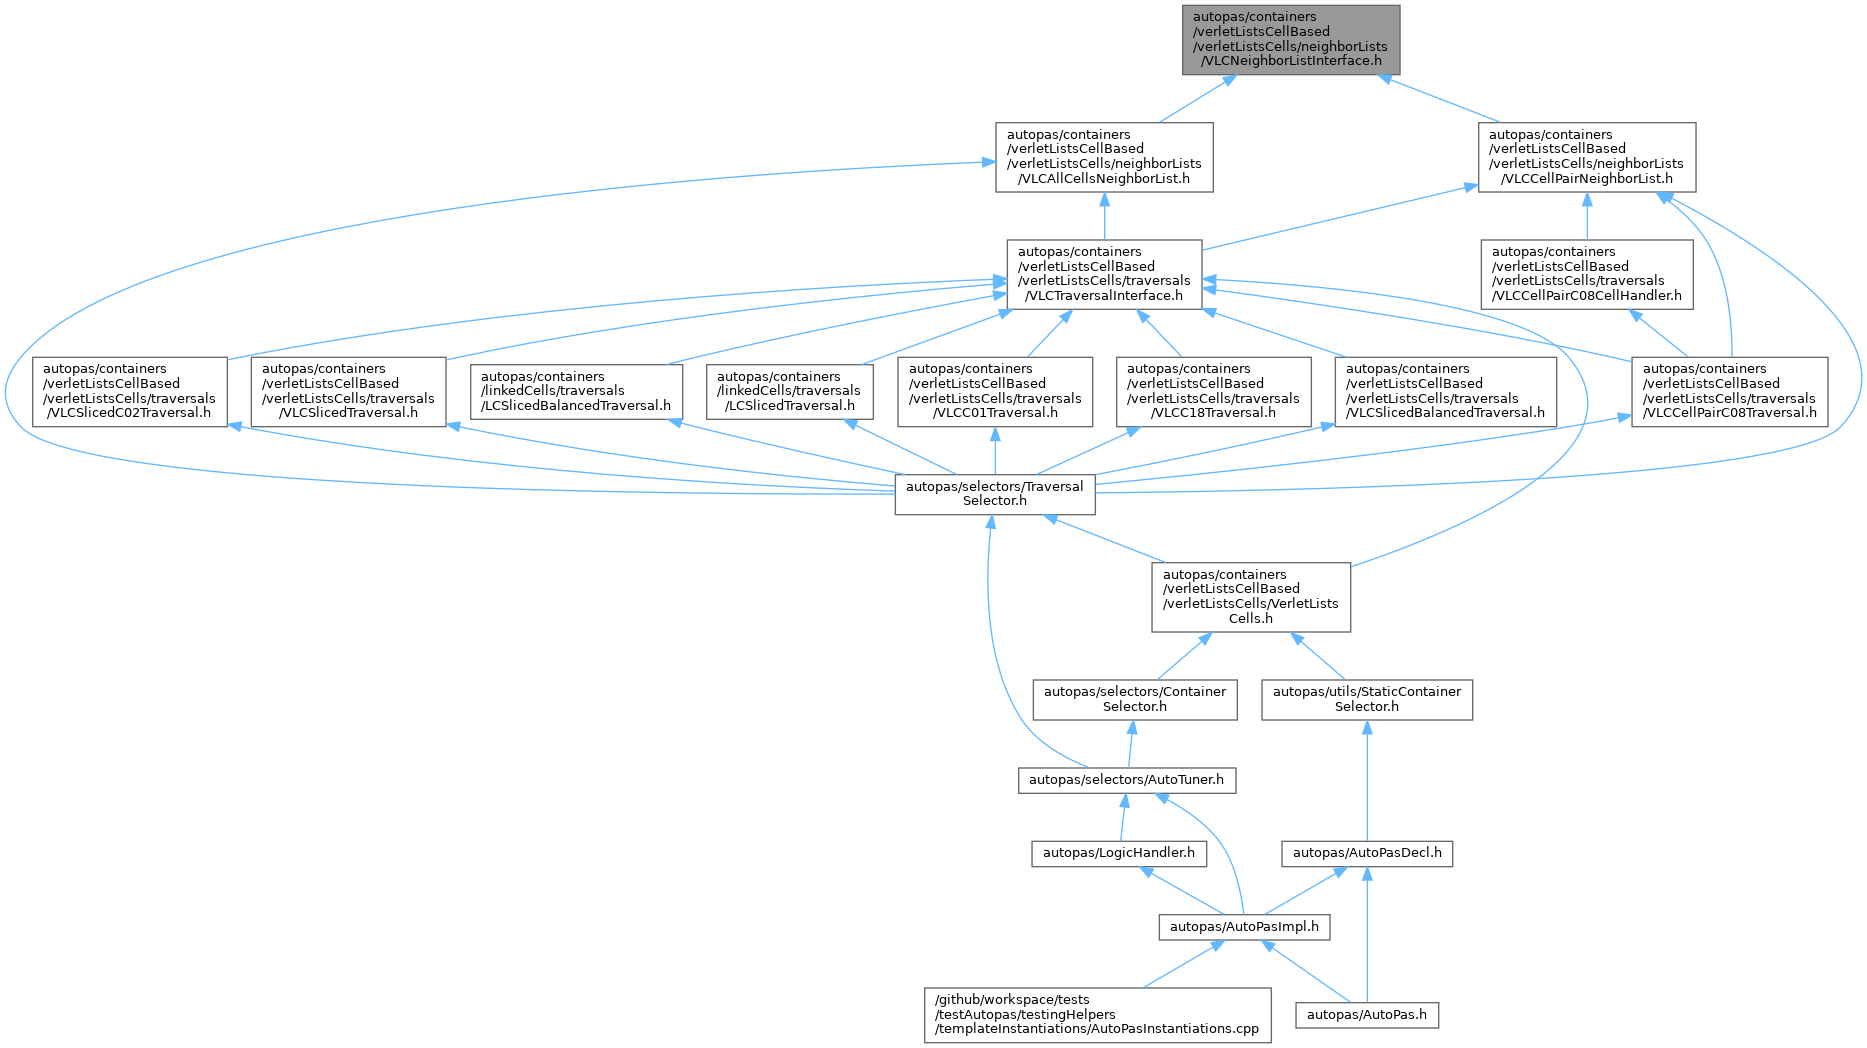 autopas/containers
/verletListsCellBased
/verletListsCells/neighborLists
/VLCNeighborListInterface.h
autopas/containers
/verletListsCellBased
/verletListsCells/neighborLists
/VLCAllCellsNeighborList.h
autopas/containers
/verletListsCellBased
/verletListsCells/neighborLists
/VLCCellPairNeighborList.h
autopas/containers
/verletListsCellBased
/verletListsCells/traversals
/VLCTraversalInterface.h
autopas/containers
/verletListsCellBased
/verletListsCells/traversals
/VLCCellPairC08CellHandler.h
autopas/containers
/verletListsCellBased
/verletListsCells/traversals
/VLCSlicedC02Traversal.h
autopas/containers
/verletListsCellBased
/verletListsCells/traversals
/VLCSlicedTraversal.h
autopas/containers
/linkedCells/traversals
/LCSlicedBalancedTraversal.h
autopas/containers
/linkedCells/traversals
/LCSlicedTraversal.h
autopas/containers
/verletListsCellBased
/verletListsCells/traversals
/VLCC01Traversal.h
autopas/containers
/verletListsCellBased
/verletListsCells/traversals
/VLCC18Traversal.h
autopas/containers
/verletListsCellBased
/verletListsCells/traversals
/VLCSlicedBalancedTraversal.h
autopas/containers
/verletListsCellBased
/verletListsCells/traversals
/VLCCellPairC08Traversal.h
autopas/selectors/Traversal
Selector.h
autopas/containers
/verletListsCellBased
/verletListsCells/VerletLists
Cells.h
autopas/selectors/Container
Selector.h
autopas/utils/StaticContainer
Selector.h
autopas/selectors/AutoTuner.h
autopas/LogicHandler.h
autopas/AutoPasDecl.h
autopas/AutoPasImpl.h
/github/workspace/tests
/testAutopas/testingHelpers
/templateInstantiations/AutoPasInstantiations.cpp
autopas/AutoPas.h